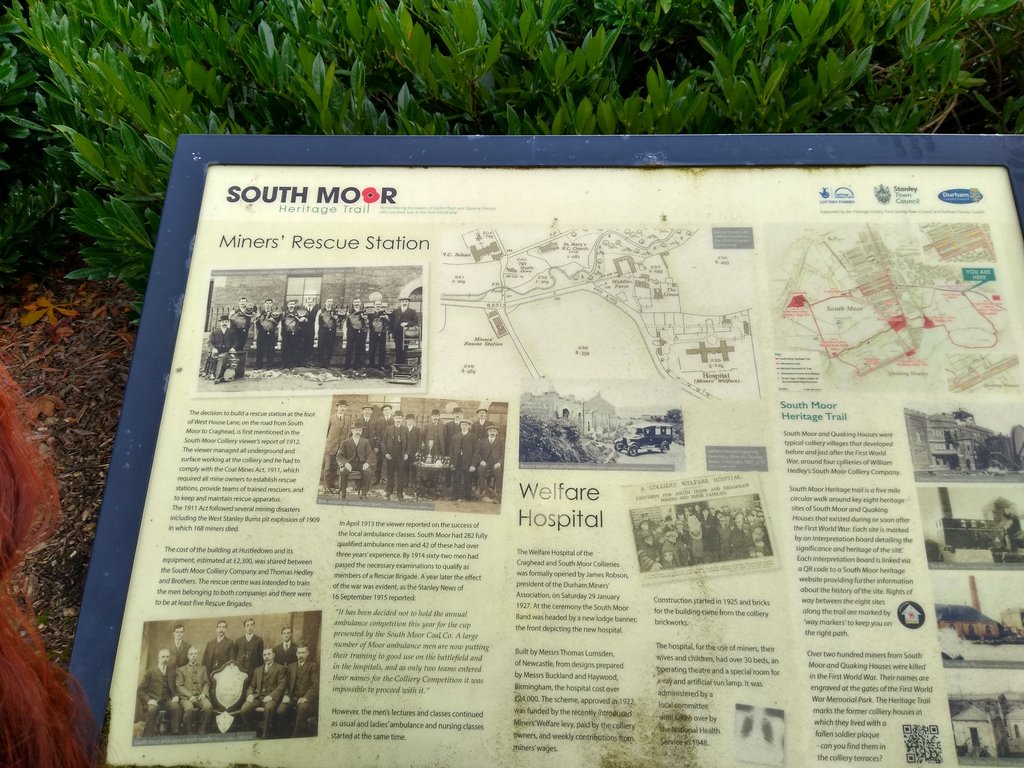 SOUTH MOOR
Heritage Trail
LOTTERY FUNDED
Stanley
Town
Council
Durham
Miners' Rescue Station
T.C. School
St. Mary's
R.C. Church
Miners'
Rescue Station
Hospital
(Miners' Welfare)
YOU ARE
HERE
South Moor
Quaking Houses
The decision to build a rescue station at the foot
of West House Lane, on the road from South
Moor to Craghead, is first mentioned in the
South Moor Colliery viewer's report of 1912.
The viewer managed all underground and
surface working at the colliery and he had to
comply with the Coal Mines Act, 1911, which
required all mine owners to establish rescue
stations, provide teams of trained rescuers, and
to keep and maintain rescue apparatus.
The 1911 Act followed several mining disasters
including the West Stanley Burns pit explosion of 1909
in which 168 miners died.
The cost of the building at Hustledown and its
equipment, estimated at £2,300, was shared between
the South Moor Colliery Company and Thomas Hedley
and Brothers. The rescue centre was intended to train
the men belonging to both companies and there were
to be at least five Rescue Brigades.
In April 1913 the viewer reported on the success of
the local ambulance classes. South Moor had 282 fully
qualified ambulance men and 42 of these had over
three years' experience. By 1914 sixty-two men had
passed the necessary examinations to qualify as
members of a Rescue Brigade. A year later the effect
of the war was evident, as the Stanley News of
16 September 1915 reported:
"It has been decided not to hold the annual
ambulance competition this year for the cup
presented by the South Moor Coal Co. A large
number of Moor ambulance men are now putting
their training to good use on the battlefield and
in the hospitals, and as only two teams entered
their names for the Colliery Competition it was
impossible to proceed with it."
However, the men's lectures and classes continued
as usual and ladies' ambulance and nursing classes
started at the same time.
Welfare
Hospital
A COLLIERY WELFARE HOSPITAL
The Welfare Hospital of the
Craghead and South Moor Collieries
was formally opened by James Robson,
president of the Durham Miners'
Association, on Saturday 29 January
1927. At the ceremony the South Moor
Band was headed by a new lodge banner,
the front depicting the new hospital.
Built by Messrs Thomas Lumsden,
of Newcastle, from designs prepared
by Messrs Buckland and Haywood,
Birmingham, the hospital cost over
£24,000. The scheme, approved in 1922,
was funded by the recently introduced
Miners' Welfare levy, paid by the colliery
owners, and weekly contributions from
miners' wages.
Construction started in 1925 and bricks
for the building came from the colliery
brickworks.
The hospital, for the use of miners, their
wives and children, had over 30 beds, an
operating theatre and a special room for
x-ray and artificial sun lamp. It was
administered by a
local committee
until taken over by
the National Health
Service in 1948.
South Moor
Heritage Trail
South Moor and Quaking Houses were
typical colliery villages that developed
before and just after the First World
War, around four collieries of William
Hedley's South Moor Colliery Company.
South Moor Heritage trail is a five mile
circular walk around key eight heritage
sites of South Moor and Quaking
Houses that existed during or soon after
the First World War. Each site is marked
by an interpretation board detailing the
significance and heritage of the site.
Each interpretation board is linked via
a QR code to a South Moor heritage
website providing further information
about the history of the site. Rights of
way between the eight sites
along the trail are marked by
'way markers' to keep you on
the right path.
Over two hundred miners from South
Moor and Quaking Houses were killed
in the First World War. Their names are
engraved at the gates of the First World
War Memorial Park. The Heritage Trail
marks the former colliery houses in
which they lived with a
fallen soldier plaque
- can you find them in
the colliery terraces?